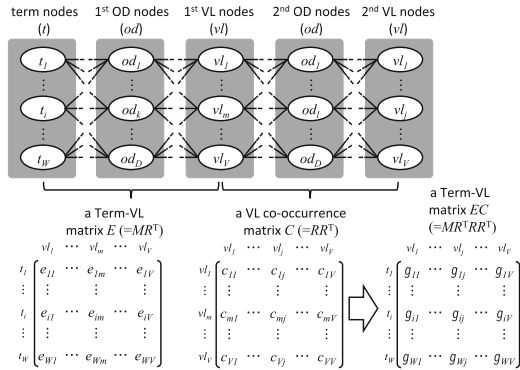 term nodes 1st OD nodes 1st VL nodes 2nd OD nodes 2nd VL nodes
(t) (od) (vl) (od) (vl)
t1 od1 vl1 od1 vl1
ti odk vlm odl vlj
tW odD vlV odD vlV
a Term-VL matrix E (=MRᵀ)
vl1 ⋯ vlm ⋯ vlV
t1 e11 ⋯ e1m ⋯ e1V
⋮ ⋮ ⋮ ⋮
ti ei1 ⋯ eim ⋯ eiV
⋮ ⋮ ⋮ ⋮
tW eW1 ⋯ eWm ⋯ eWV
a VL co-occurrence
matrix C (=RRᵀ)
vl1 ⋯ vlj ⋯ vlV
vl1 c11 ⋯ c1j ⋯ c1V
⋮ ⋮ ⋮ ⋮
vlm cm1 ⋯ cmj ⋯ cmV
⋮ ⋮ ⋮ ⋮
vlV cV1 ⋯ cVj ⋯ cVV
a Term-VL
matrix EC
(=MRᵀRRᵀ)
vl1 ⋯ vlj ⋯ vlV
t1 g11 ⋯ g1j ⋯ g1V
⋮ ⋮ ⋮ ⋮
ti gi1 ⋯ gij ⋯ giV
⋮ ⋮ ⋮ ⋮
tW gW1 ⋯ gWj ⋯ gWV